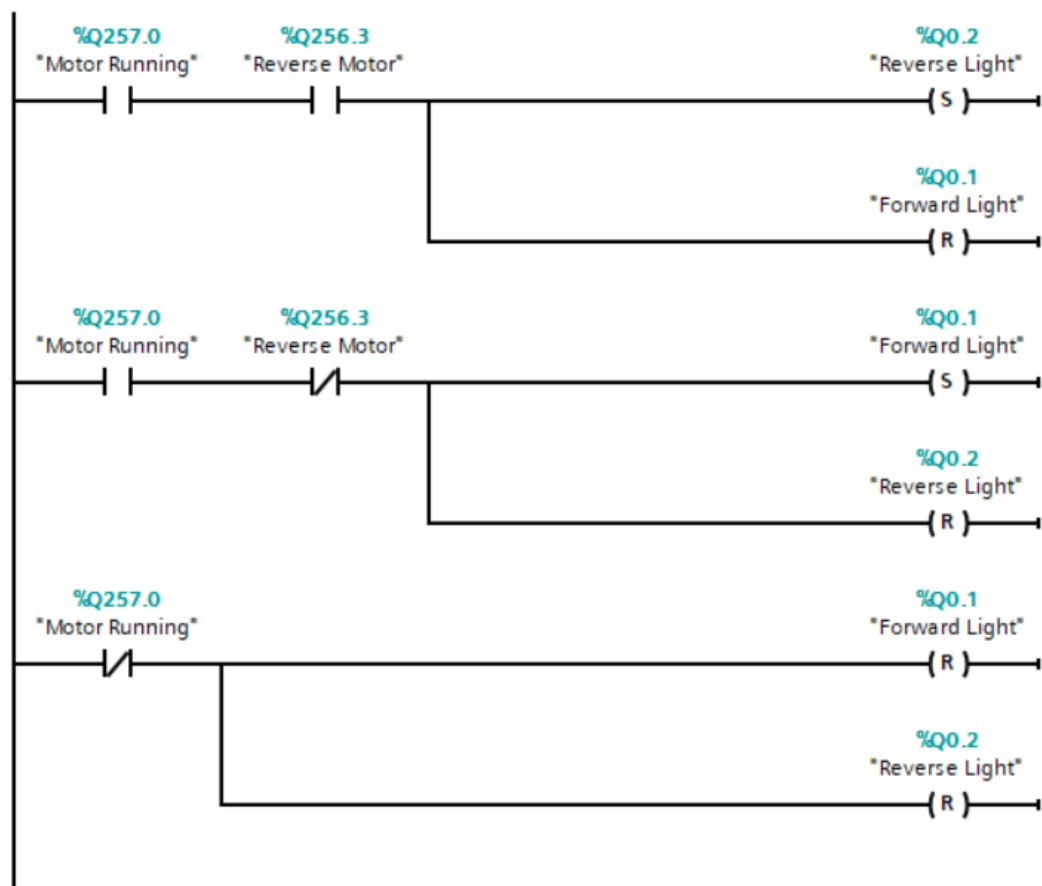 %Q257.0 %Q256.3 %Q0.2
"Motor Running" "Reverse Motor" "Reverse Light"
S
%Q0.1
"Forward Light"
R
%Q257.0 %Q256.3 %Q0.1
"Motor Running" "Reverse Motor" "Forward Light"
S
%Q0.2
"Reverse Light"
R
%Q257.0 %Q0.1
"Motor Running" "Forward Light"
R
%Q0.2
"Reverse Light"
R